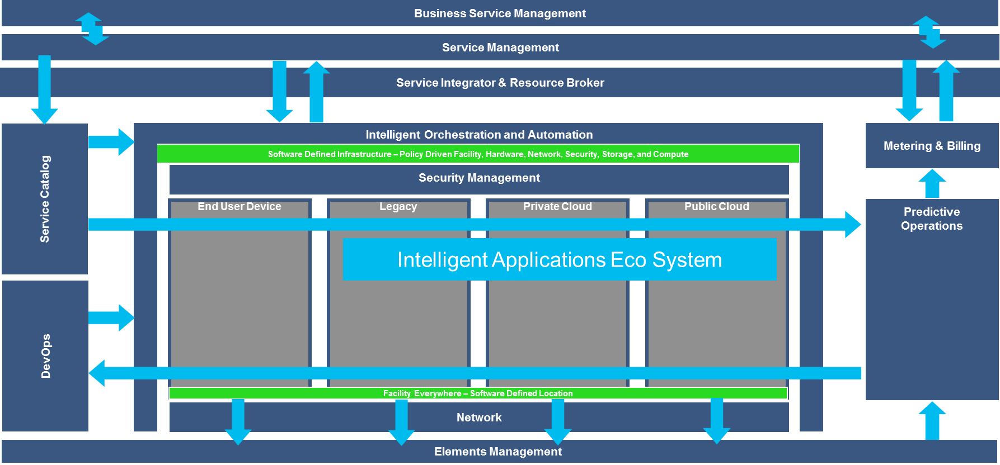 Business Service Management
Service Management
Service Integrator & Resource Broker
Intelligent Orchestration and Automation
Software Defined Infrastructure – Policy Driven Facility, Hardware, Network, Security, Storage, and Compute
Security Management
Service Catalog
End User Device
Legacy
Private Cloud
Public Cloud
Metering & Billing
Predictive
Operations
Intelligent Applications Eco System
DevOps
Facility Everywhere – Software Defined Location
Network
Elements Management